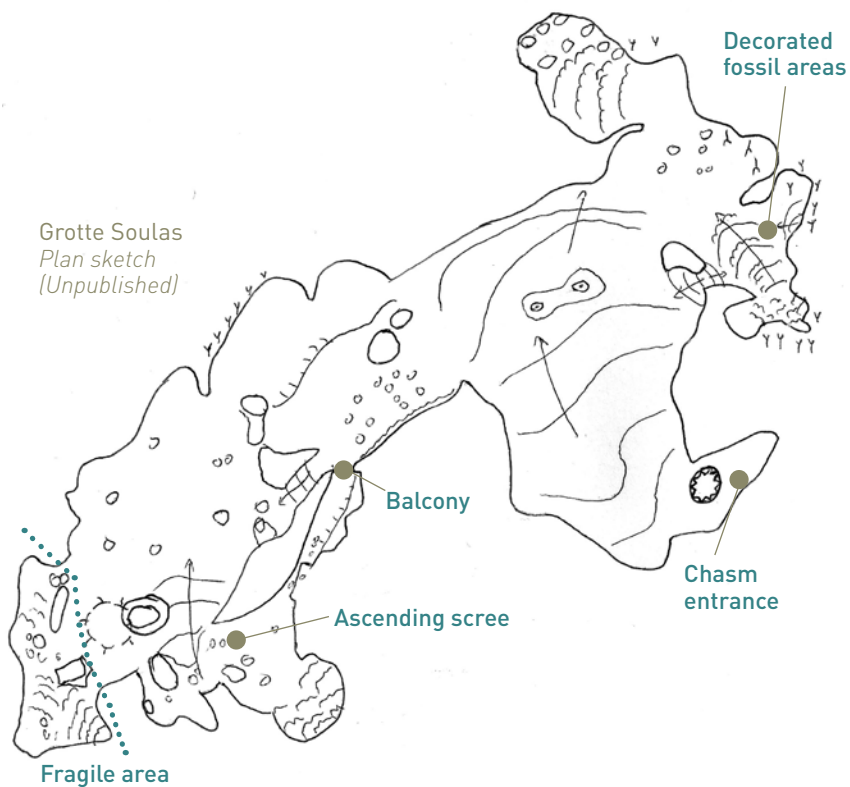 Decorated
fossil areas
Grotte Soulas
Plan sketch
(Unpublished)
Balcony
Chasm
entrance
Ascending scree
Fragile area